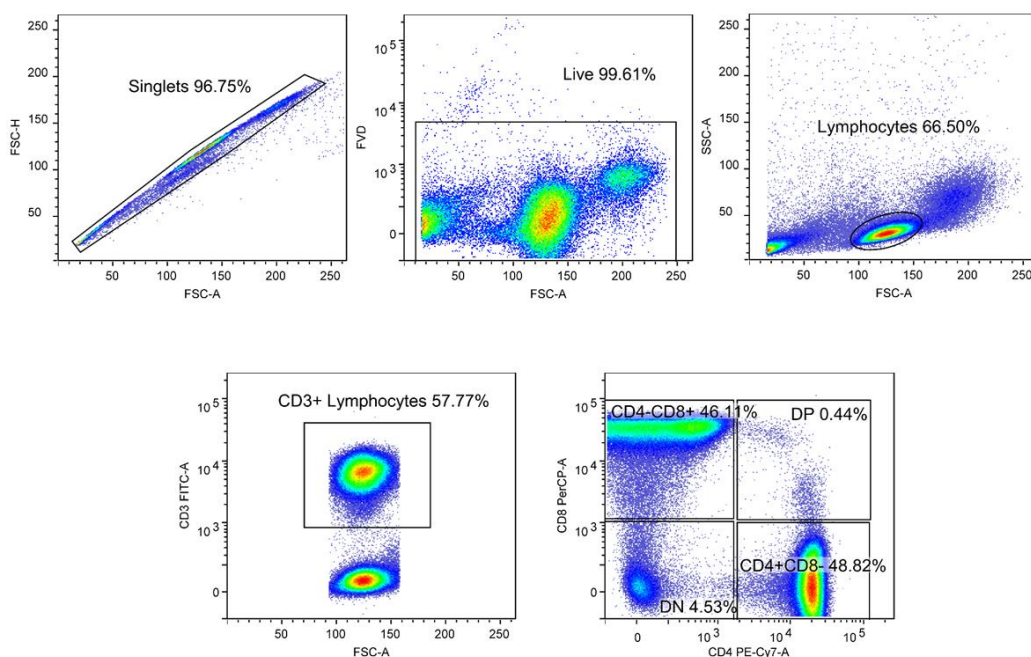 250
200
150
100
50
FSC-H
Singlets 96.75%
50 100 150 200 250
FSC-A
10^5
10^4
10^3
0
FVD
Live 99.61%
50 100 150 200 250
FSC-A
250
200
150
100
50
SSC-A
Lymphocytes 66.50%
50 100 150 200 250
FSC-A
10^5
10^4
10^3
0
CD3 FITC-A
CD3+ Lymphocytes 57.77%
50 100 150 200 250
FSC-A
10^5
10^4
10^3
0
CD8 PerCP-A
CD4-CD8+ 46.11%
DP 0.44%
CD4+CD8- 48.82%
DN 4.53%
0 10^3 10^4 10^5
CD4 PE-Cy7-A